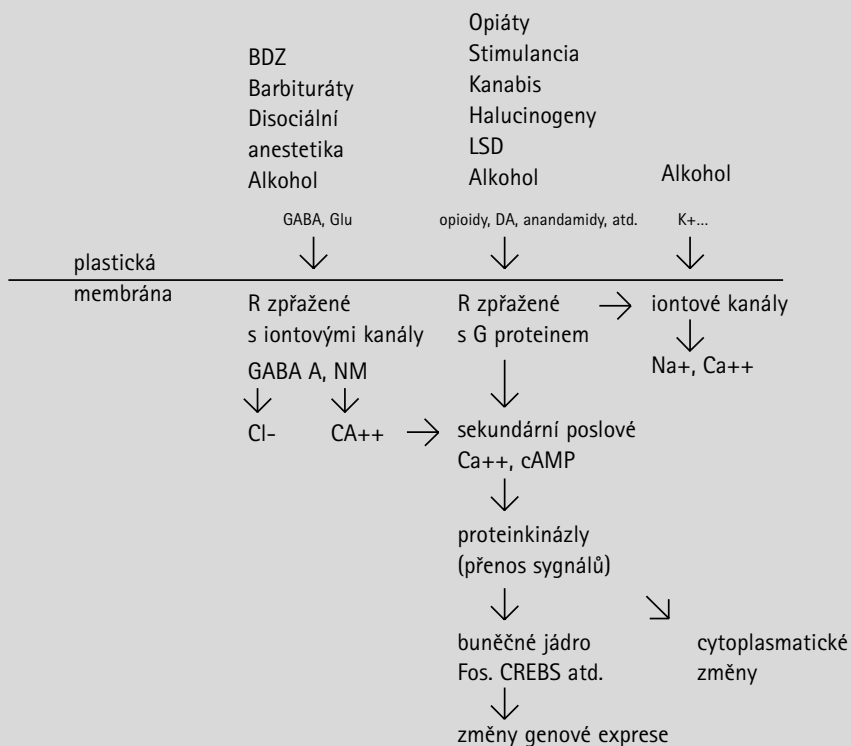 BDZ
Barbituráty
Disociální
anestetika
Alkohol
GABA, Glu
Opiáty
Stimulancia
Kanabis
Halucinogeny
LSD
Alkohol
opioidy, DA, anandamidy, atd.
Alkohol
K+...
plastická
membrána
R zpřažené
s iontovými kanály
GABA A, NM
Cl-
CA++
R zpřažené
s G proteinem
iontové kanály
Na+, Ca++
sekundární poslové
Ca++, cAMP
proteinkinázly
(přenos sygnálů)
buněčné jádro
Fos. CREBS atd.
cytoplasmatické
změny
změny genové exprese